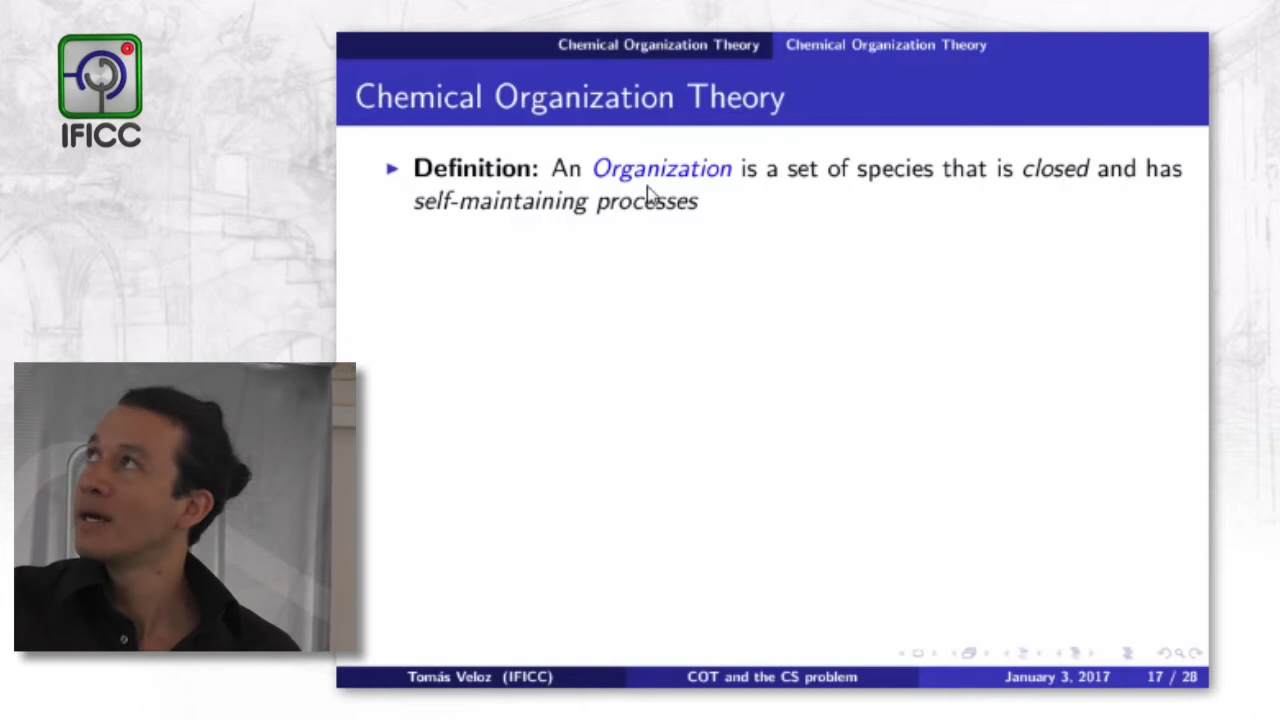 IFICC
Chemical Organization Theory Chemical Organization Theory
Chemical Organization Theory
Definition: An Organization is a set of species that is closed and has
self-maintaining processes
Tomás Veloz (IFICC) COT and the CS problem January 3, 2017 17 / 28